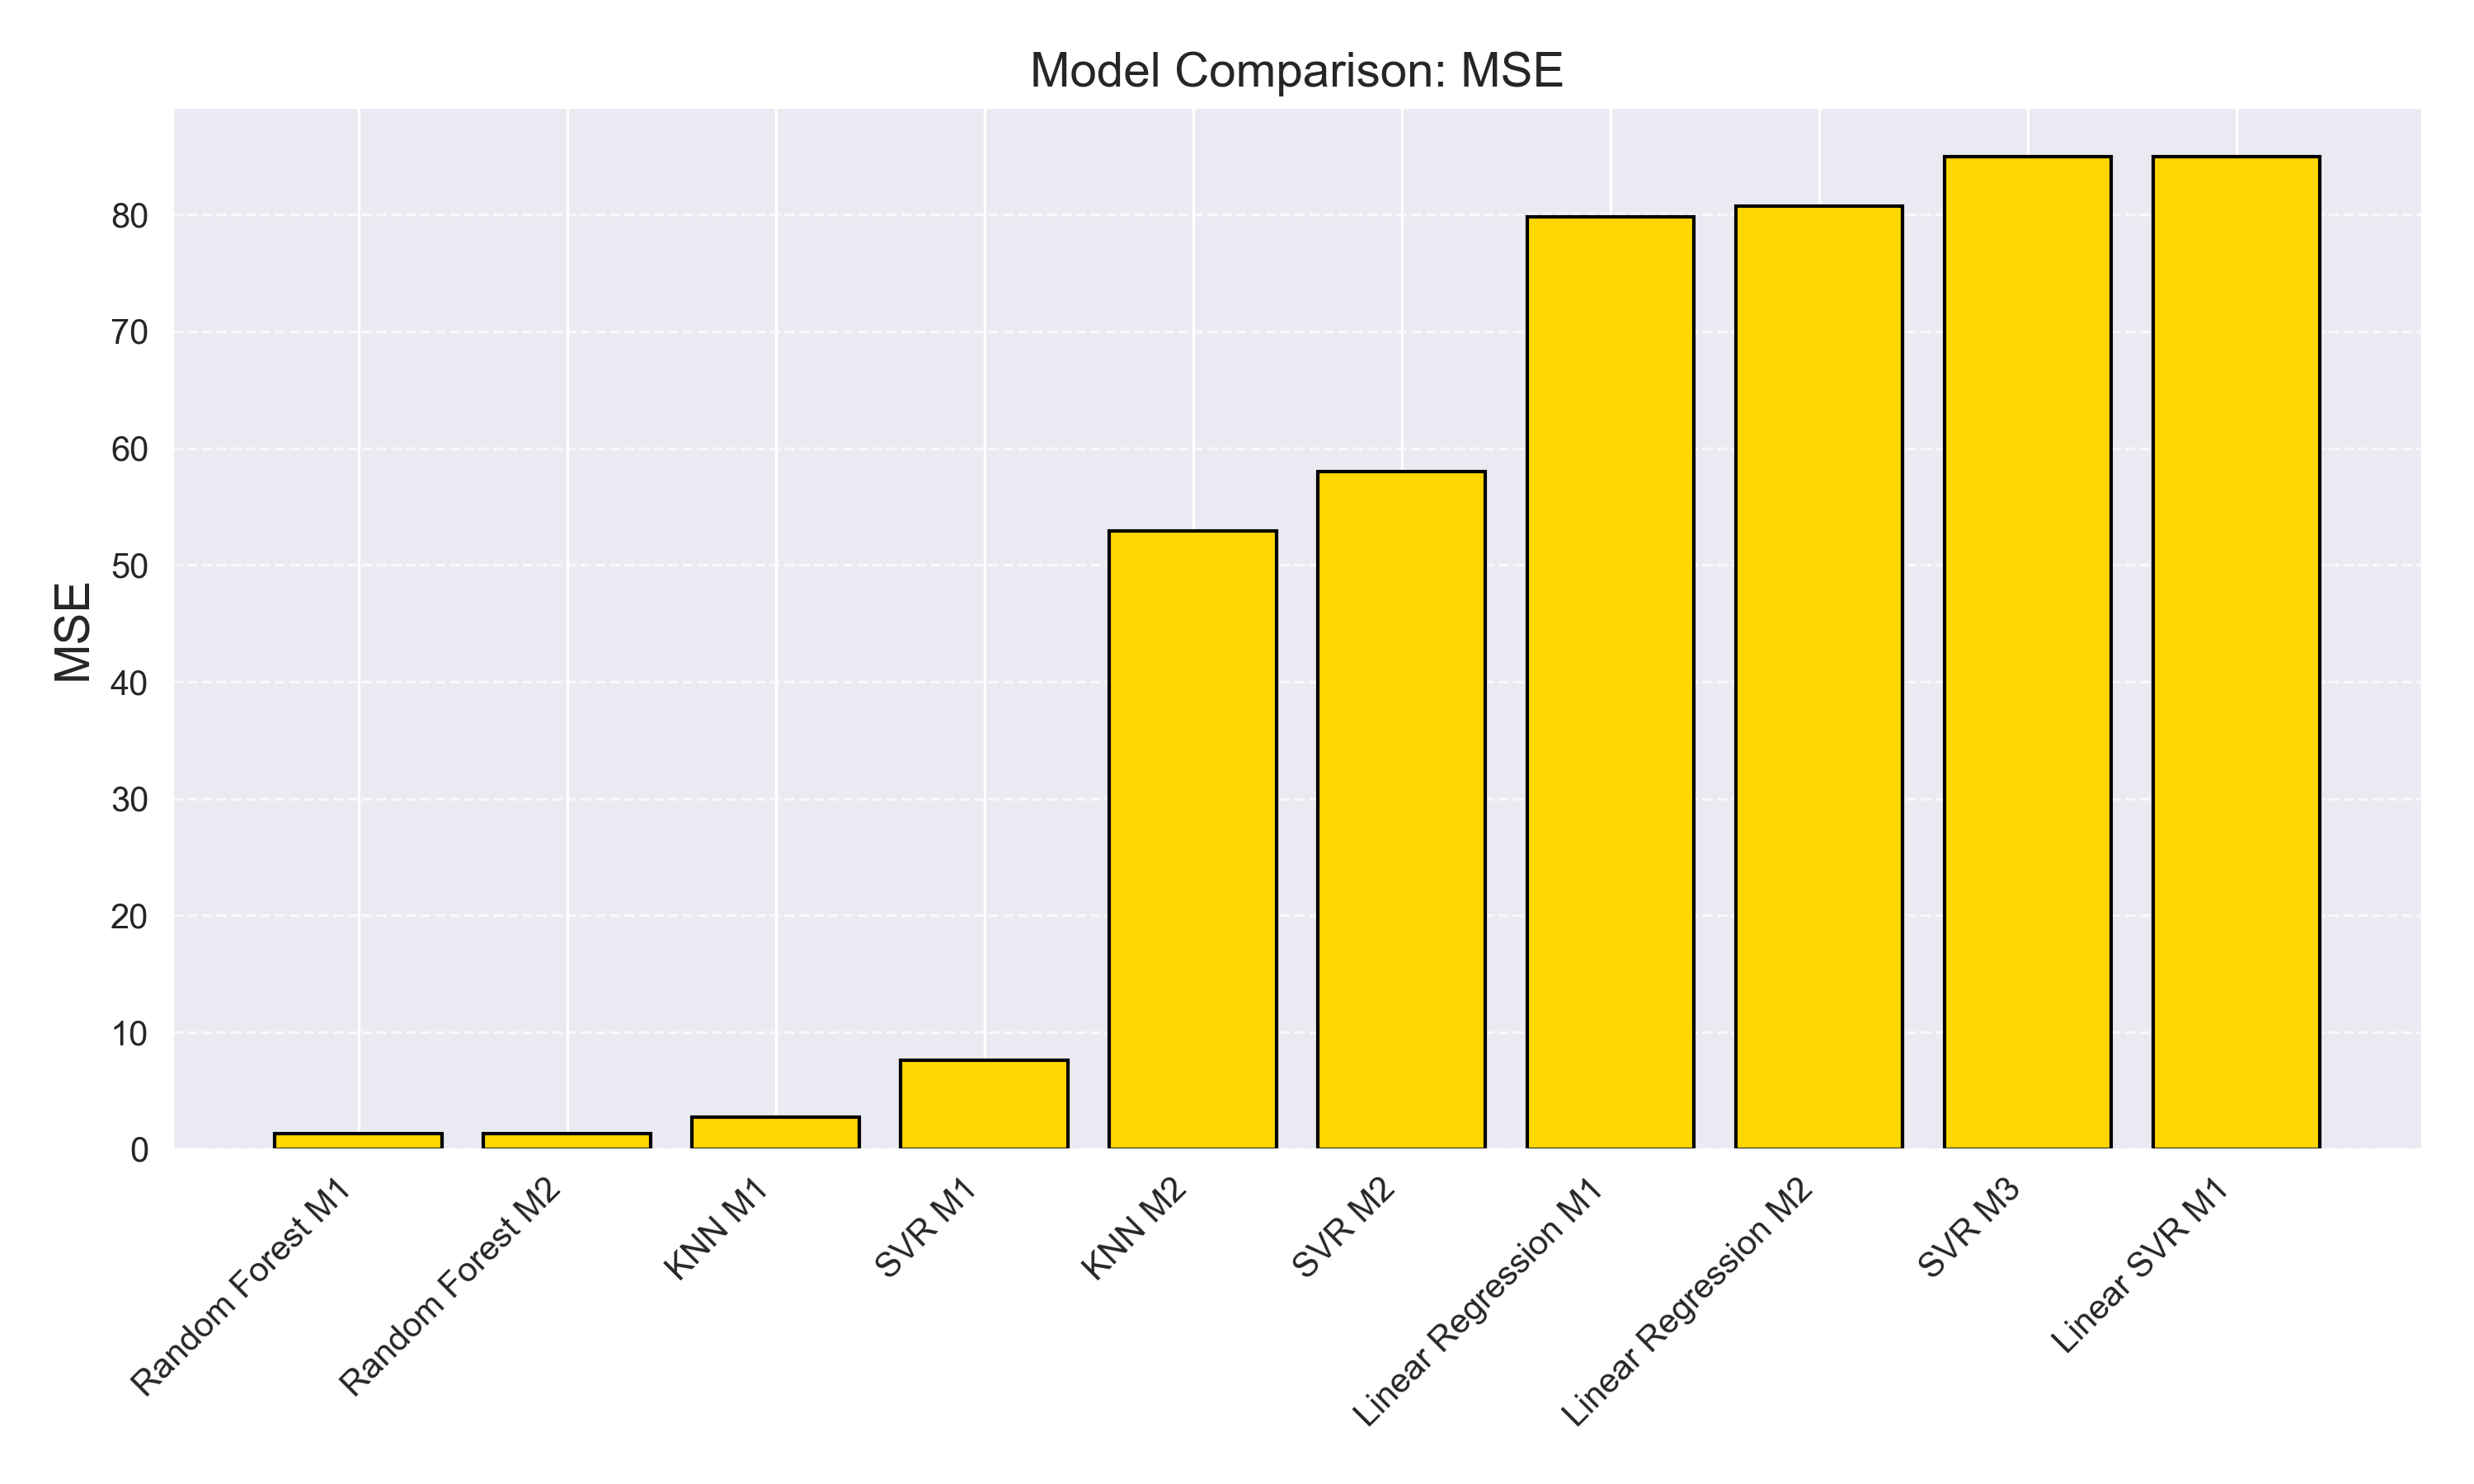 Model Comparison: MSE
MSE
80
70
60
50
40
30
20
10
0
Random Forest M1
Random Forest M2
KNN M1
SVR M1
KNN M2
SVR M2
Linear Regression M1
Linear Regression M2
SVR M3
Linear SVR M1